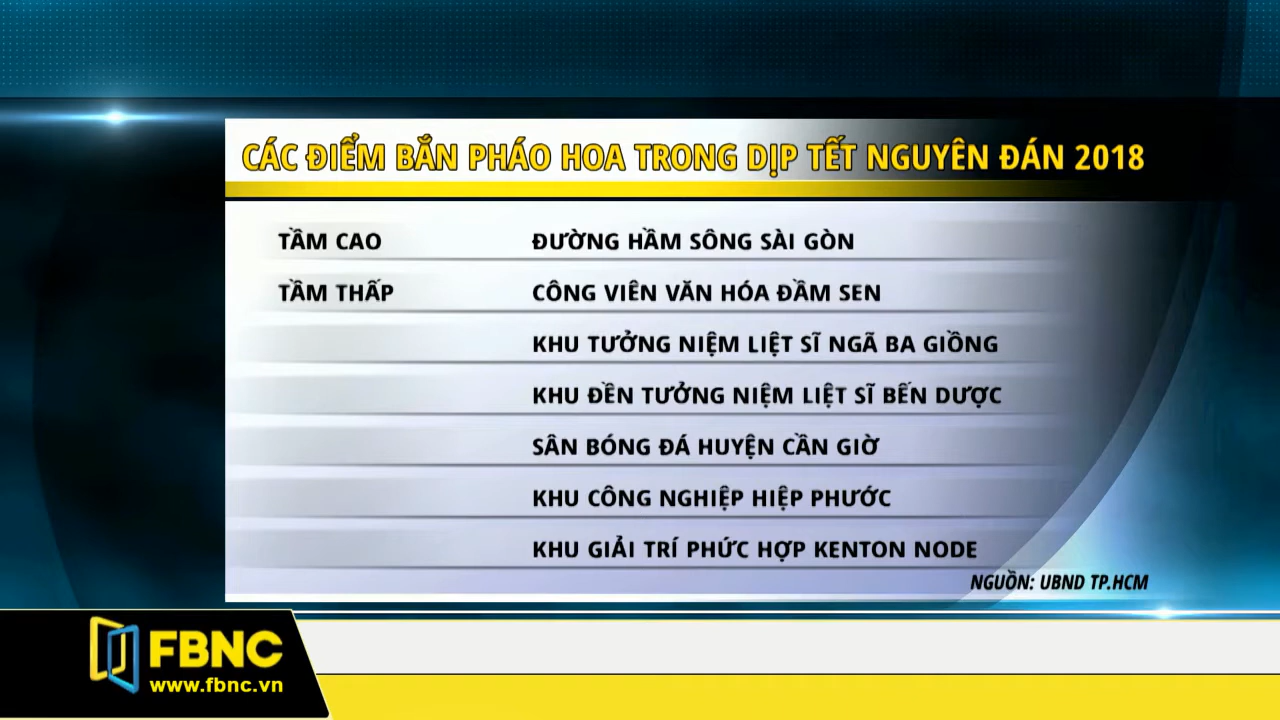 CÁC ĐIỂM BẮN PHÁO HOA TRONG DỊP TẾT NGUYÊN ĐÁN 2018
TẦM CAO ĐƯỜNG HẦM SÔNG SÀI GÒN
TẦM THẤP CÔNG VIÊN VĂN HÓA ĐẦM SEN
KHU TƯỞNG NIỆM LIỆT SĨ NGÃ BA GIỒNG
KHU ĐỀN TƯỞNG NIỆM LIỆT SĨ BẾN DƯỢC
SÂN BÓNG ĐÁ HUYỆN CẦN GIỜ
KHU CÔNG NGHIỆP HIỆP PHƯỚC
KHU GIẢI TRÍ PHỨC HỢP KENTON NODE
NGUỒN: UBND TP.HCM
FBNC
www.fbnc.vn